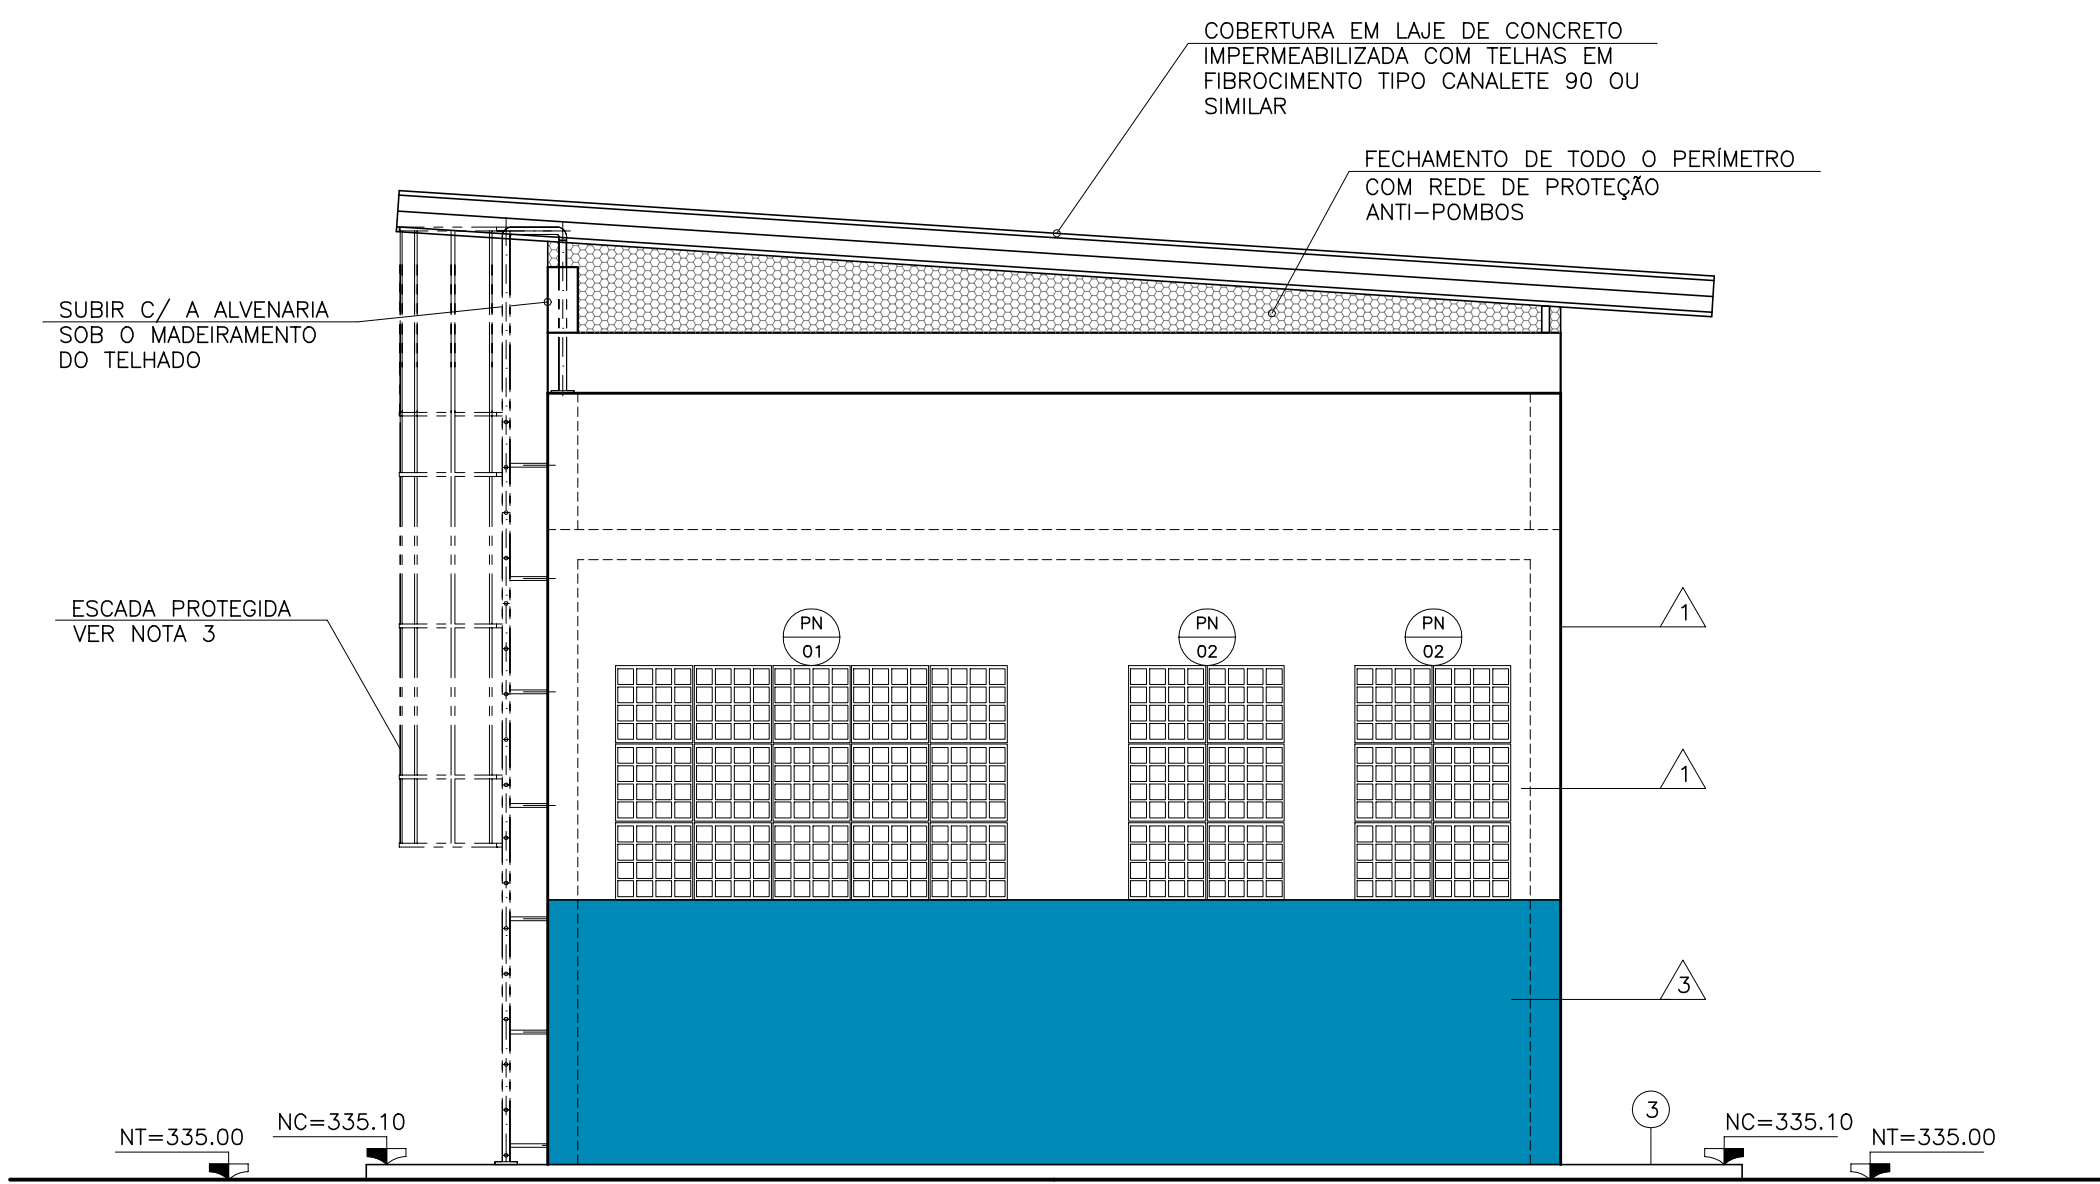 COBERTURA EM LAJE DE CONCRETO
IMPERMEABILIZADA COM TELHAS EM
FIBROCIMENTO TIPO CANALETE 90 OU
SIMILAR
FECHAMENTO DE TODO O PERÍMETRO
COM REDE DE PROTEÇÃO
ANTI-POMBOS
SUBIR C/ A ALVENARIA
SOB O MADEIRAMENTO
DO TELHADO
ESCADA PROTEGIDA
VER NOTA 3
PN
01
PN
02
PN
02
1
1
3
3
NT=335.00
NC=335.10
NC=335.10
NT=335.00